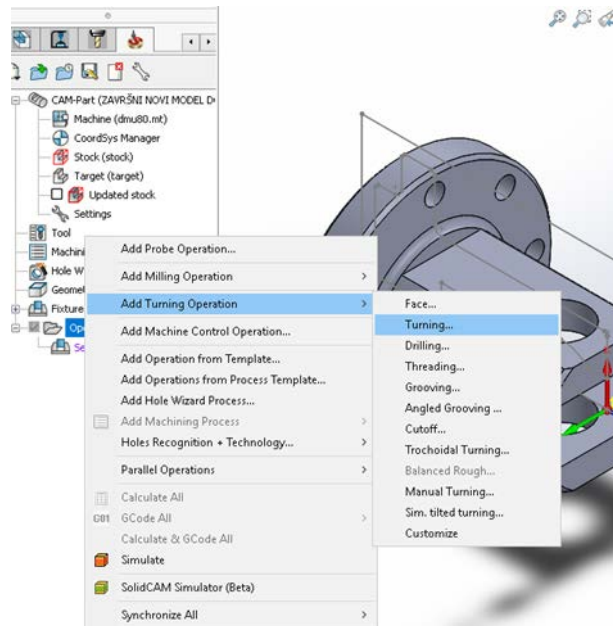 CAM-Part (ZAVRŠNI NOVI MODEL D
Machine (dmu80.mt)
CoordSys Manager
Stock (stock)
Target (target)
Updated stock
Settings
Tool
Machini
Hole W
Geomet
Fixture
Op
Se
Add Probe Operation...
Add Milling Operation
Add Turning Operation
Add Machine Control Operation...
Add Operation from Template...
Add Operations from Process Template...
Add Hole Wizard Process...
Add Machining Process
Holes Recognition + Technology...
Parallel Operations
Calculate All
G01 GCode All
Calculate & GCode All
Simulate
SolidCAM Simulator (Beta)
Synchronize All
Face...
Turning...
Drilling...
Threading...
Grooving...
Angled Grooving ...
Cutoff...
Trochoidal Turning...
Balanced Rough...
Manual Turning...
Sim. tilted turning...
Customize